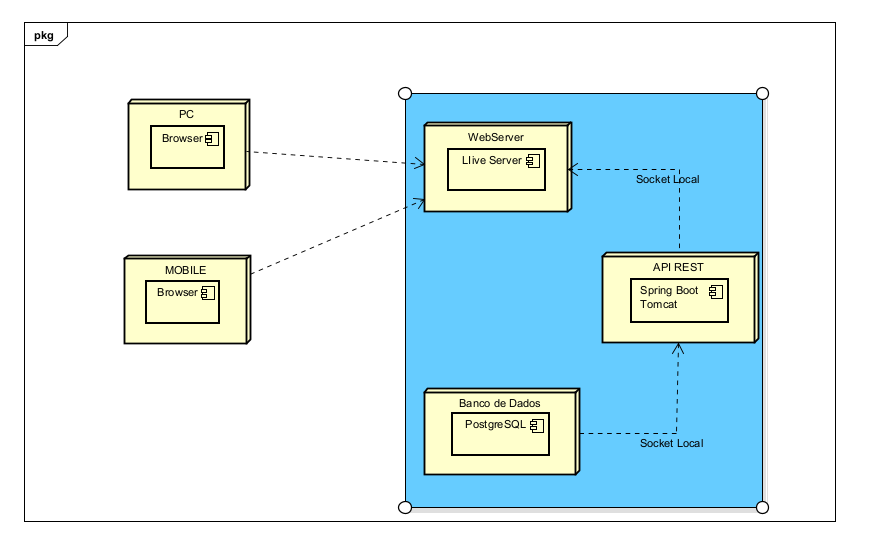 pkg
PC
Browser
WebServer
LIive Server
Socket Local
MOBILE
Browser
API REST
Spring Boot
Tomcat
Banco de Dados
PostgreSQL
Socket Local